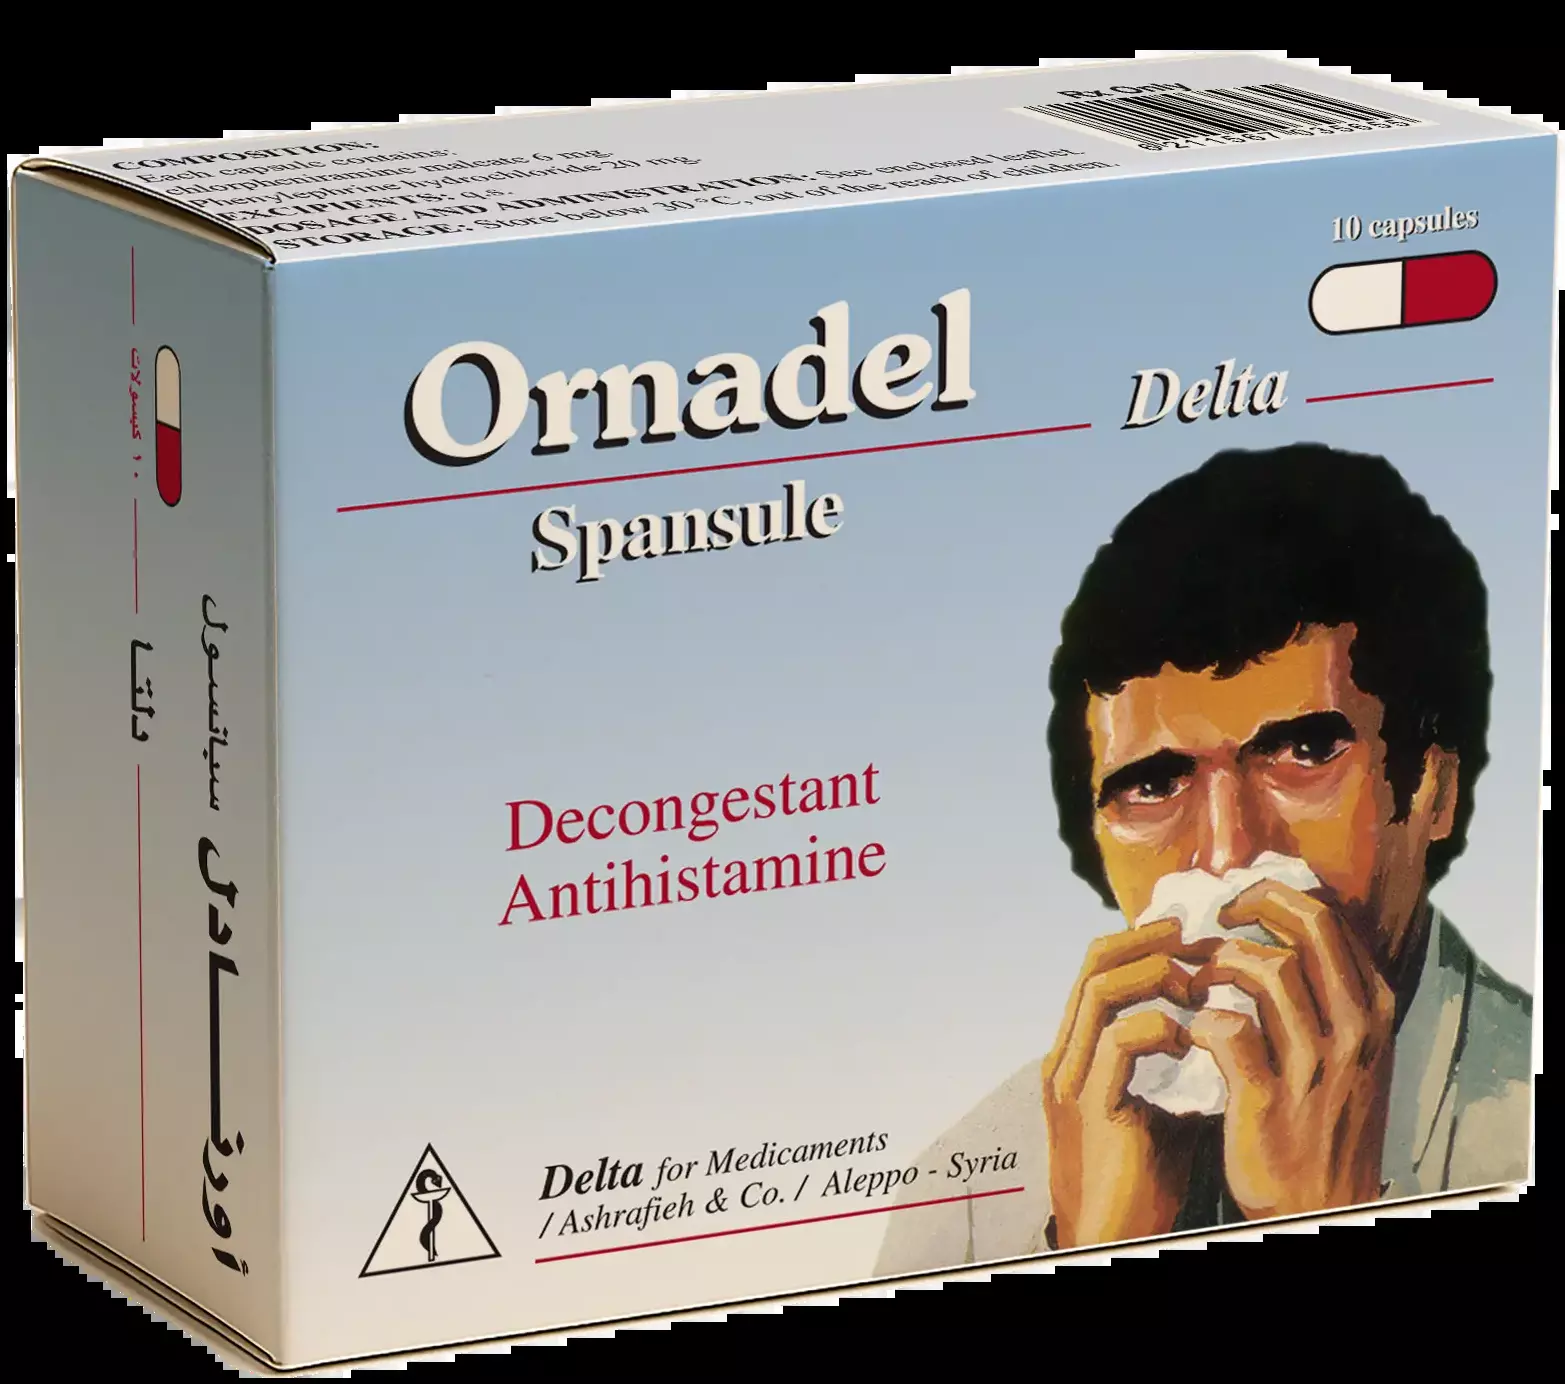 COMPOSITION:
Each capsule contains:
chlorpheniramine maleate 6 mg.
Phenylephrine hydrochloride 20 mg.
EXCIPIENTS: q.s.
DOSAGE AND ADMINISTRATION: See enclosed leaflet.
STORAGE: Store below 30 °C, out of the reach of children.
Rx Only
10 capsules
Ornadel
Delta
Spansule
Decongestant
Antihistamine
Delta for Medicaments
/ Ashrafieh & Co. / Aleppo - Syria
أورنـــادل سبانسول
دلتـا
١٠ كبسولات